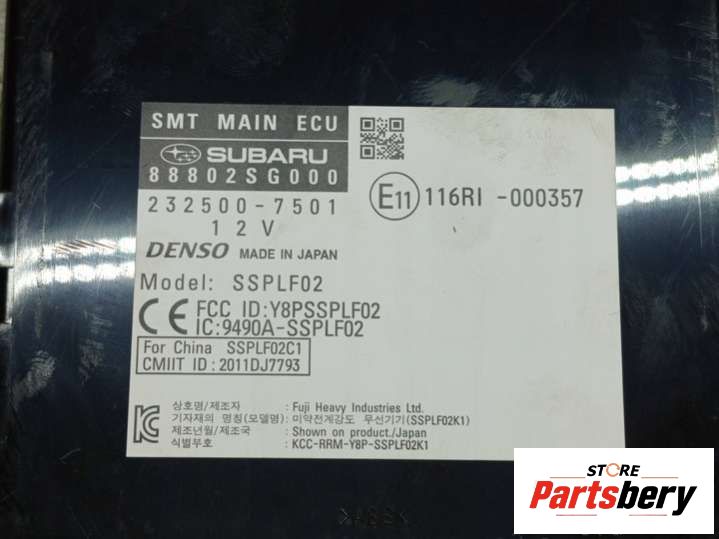 SMT MAIN ECU
SUBARU
88802SG000
232500-7501
12V
DENSO MADE IN JAPAN
E11 116RI -000357
Model: SSPLF02
CE FCC ID:Y8PSSPLF02
IC:9490A-SSPLF02
For China SSPLF02C1
CMIIT ID:2011DJ7793
상호명/제조자 : Fuji Heavy Industries Ltd.
기자재의 명칭(모델명): 미약전계강도 무선기기(SSPLF02K1)
제조년월/제조국 : Shown on product./Japan
식별부호 : KCC-RRM-Y8P-SSPLF02K1
STORE
Partsbery